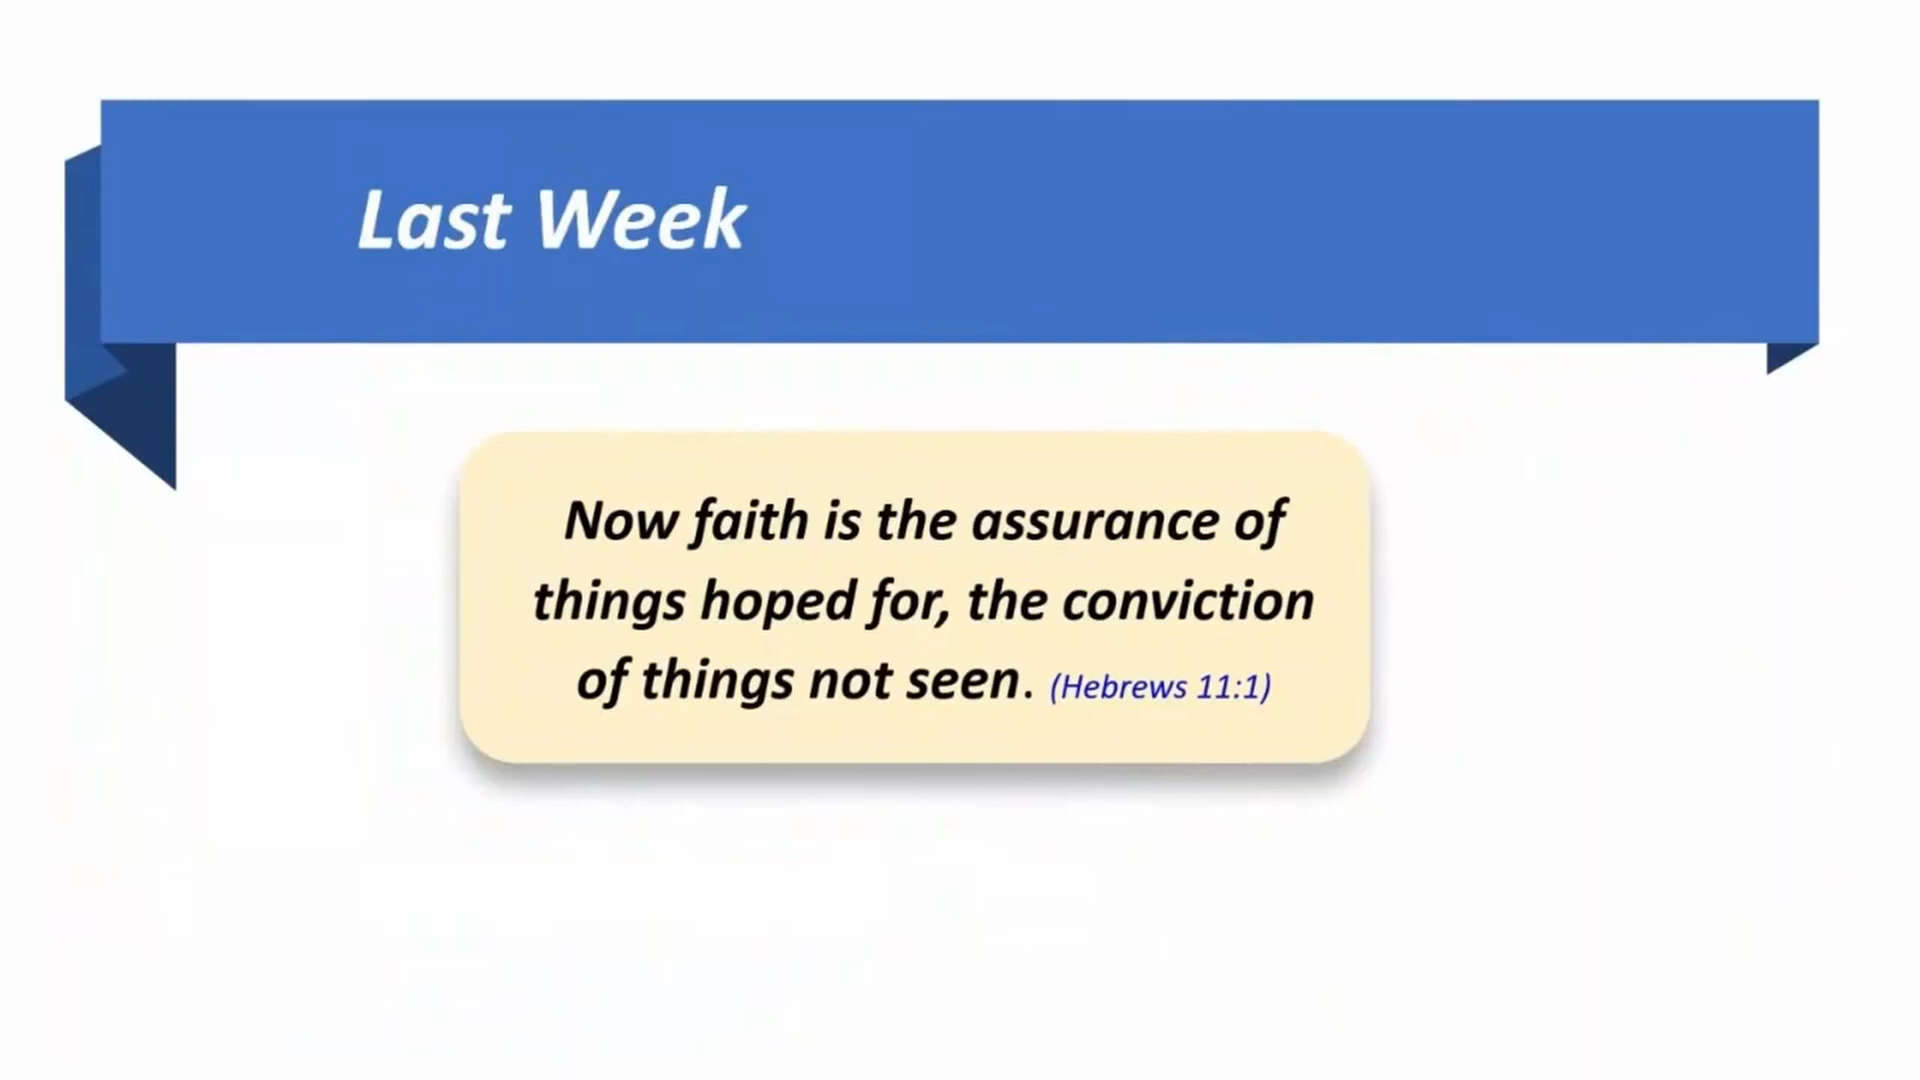 Last Week
Now faith is the assurance of
things hoped for, the conviction
of things not seen. (Hebrews 11:1)